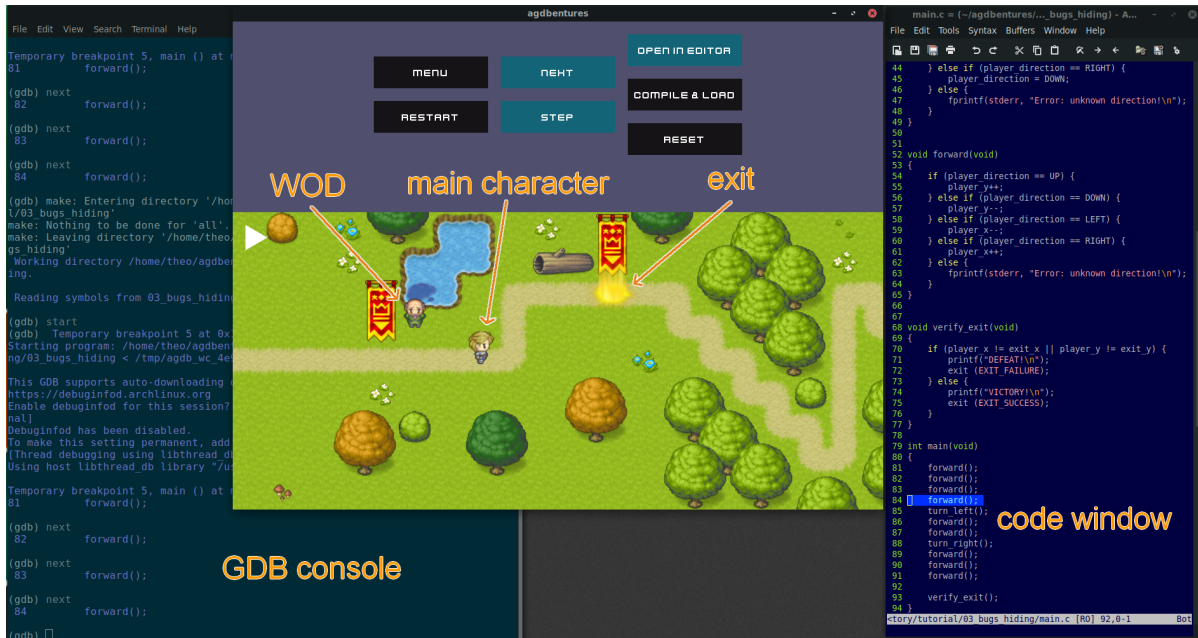 agdbentures
File Edit View Search Terminal Help
Temporary breakpoint 5, main () at
81 forward();
(gdb) next
82 forward();
(gdb) next
83 forward();
(gdb) next
84 forward();
(gdb) make: Entering directory '/hom
l/03_bugs_hiding'
make: Nothing to be done for 'all'.
make: Leaving directory '/home/theo/
gs_hiding'
Working directory /home/theo/agdben
ing.
Reading symbols from 03_bugs_hiding
(gdb) start
(gdb) Temporary breakpoint 5 at 0x
Starting program: /home/theo/agdben
ng/03_bugs_hiding < /tmp/agdb_wc_4e
This GDB supports auto-downloading
https://debuginfod.archlinux.org
Enable debuginfod for this session?
nal]
Debuginfod has been disabled.
To make this setting permanent, add
[Thread debugging using libthread_db
Using host libthread_db library "/us
Temporary breakpoint 5, main () at
81 forward();
(gdb) next
82 forward();
(gdb) next
83 forward();
(gdb) next
84 forward();
(gdb)
GDB console
MENU
NEXT
OPEN IN EDITOR
COMPILE & LOAD
RESTART
STEP
RESET
WOD
main character
exit
main.c = (~/agdbentures/..._bugs_hiding) - A...
File Edit Tools Syntax Buffers Window Help
44 } else if (player_direction == RIGHT) {
45 player_direction = DOWN;
46 } else {
47 fprintf(stderr, "Error: unknown direction!\n");
48 }
49 }
50
51
52 void forward(void)
53 {
54 if (player_direction == UP) {
55 player_y++;
56 } else if (player_direction == DOWN) {
57 player_y--;
58 } else if (player_direction == LEFT) {
59 player_x--;
60 } else if (player_direction == RIGHT) {
61 player_x++;
62 } else {
63 fprintf(stderr, "Error: unknown direction!\n");
64 }
65 }
66
67
68 void verify_exit(void)
69 {
70 if (player_x != exit_x || player_y != exit_y) {
71 printf("DEFEAT!\n");
72 exit (EXIT_FAILURE);
73 } else {
74 printf("VICTORY!\n");
75 exit (EXIT_SUCCESS);
76 }
77 }
78
79 int main(void)
80 {
81 forward();
82 forward();
83 forward();
84 forward();
85 turn_left();
86 forward();
87 forward();
88 turn_right();
89 forward();
90 forward();
91 forward();
92
93 verify_exit();
94 }
code window
<tory/tutorial/03_bugs_hiding/main.c [RO] 92,0-1 Bot